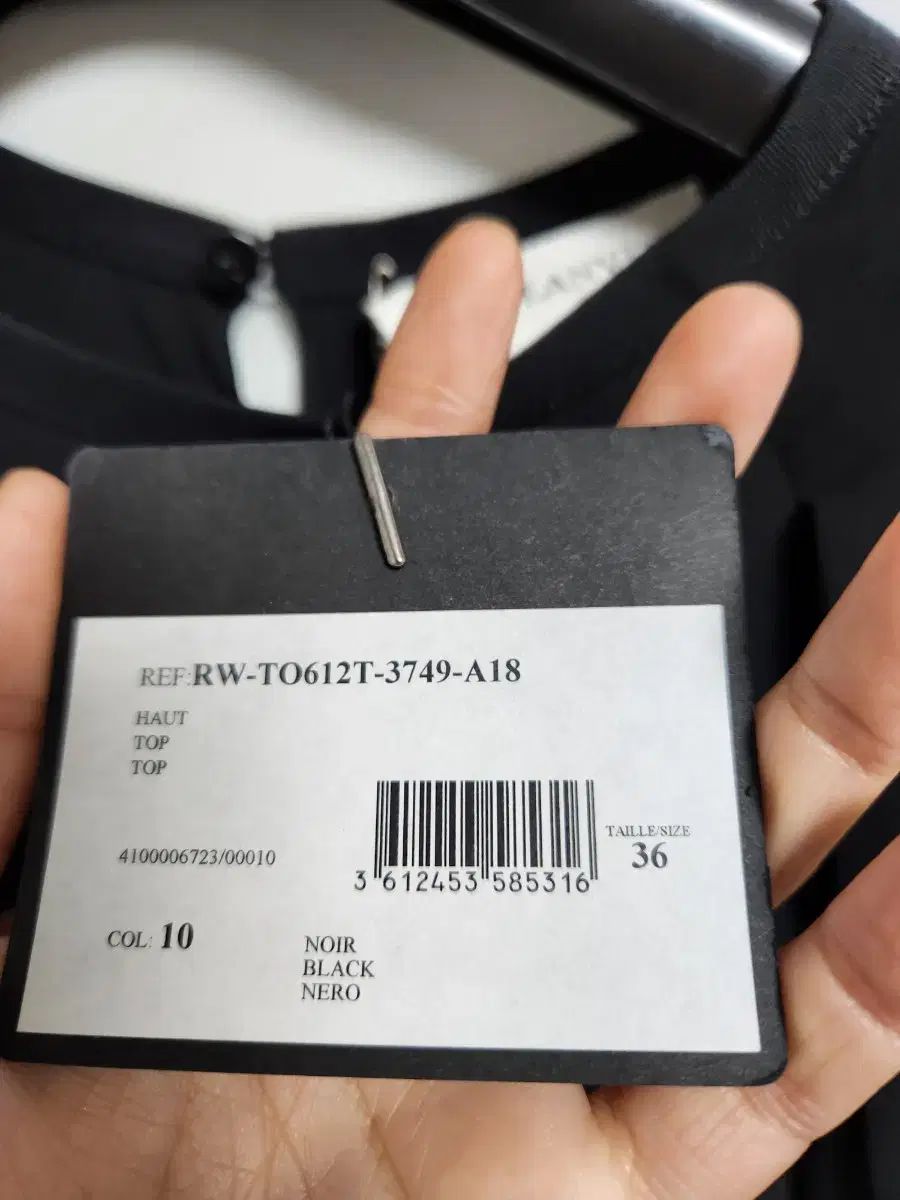 REF:RW-TO612T-3749-A18
HAUT
TOP
TOP
4100006723/00010
3 612453 585316
TAILLE/SIZE
36
COL: 10
NOIR
BLACK
NERO